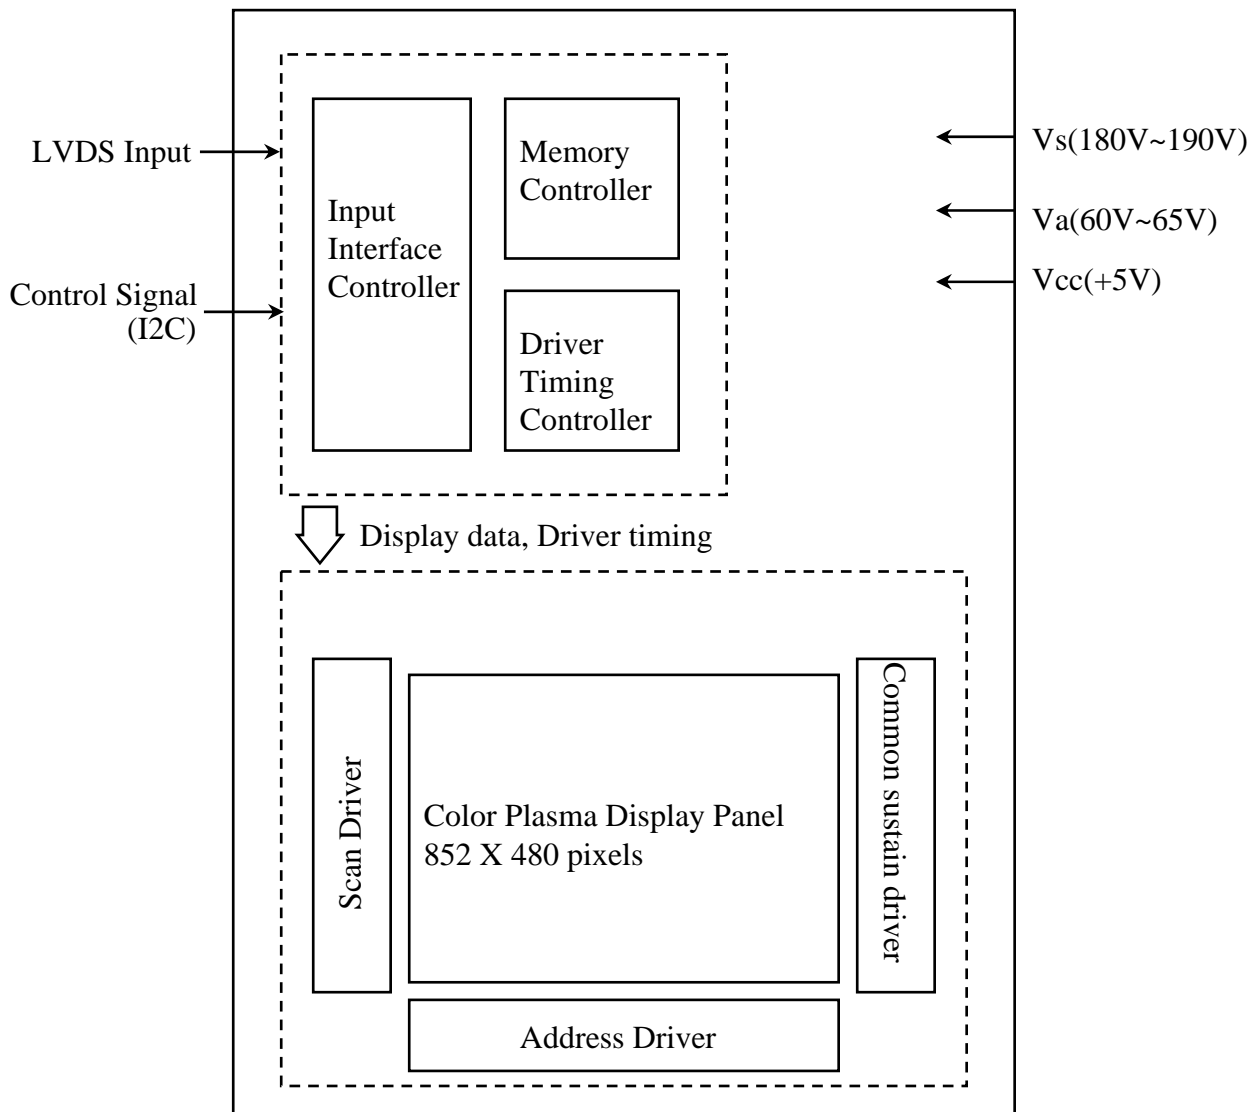 LVDS Input
Control Signal
(I2C)
Input
Interface
Controller
Memory
Controller
Driver
Timing
Controller
Vs(180V~190V)
Va(60V~65V)
Vcc(+5V)
Display data, Driver timing
Scan Driver
Color Plasma Display Panel
852 X 480 pixels
Common sustain driver
Address Driver